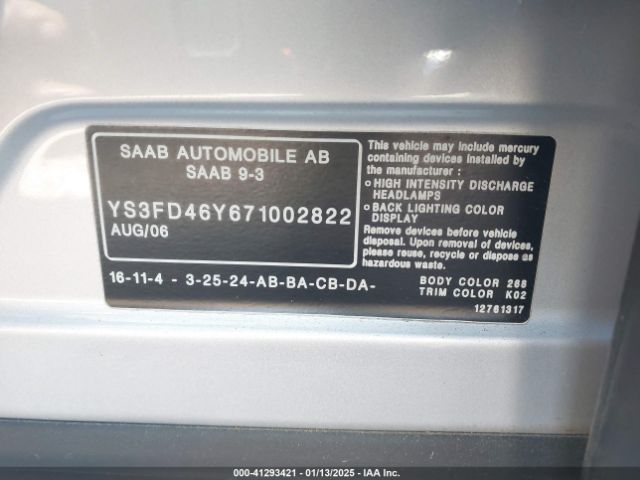 SAAB AUTOMOBILE AB
SAAB 9-3
YS3FD46Y671002822
AUG/06
16-11-4 - 3-25-24-AB-BA-CB-DA-
This vehicle may include mercury
containing devices installed by
the manufacturer :
HIGH INTENSITY DISCHARGE
HEADLAMPS
BACK LIGHTING COLOR
DISPLAY
Remove devices before vehicle
disposal. Upon removal of devices,
please reuse, recycle or dispose as
hazardous waste.
BODY COLOR 268
TRIM COLOR K02
12761317
000-41293421 - 01/13/2025 - IAA Inc.